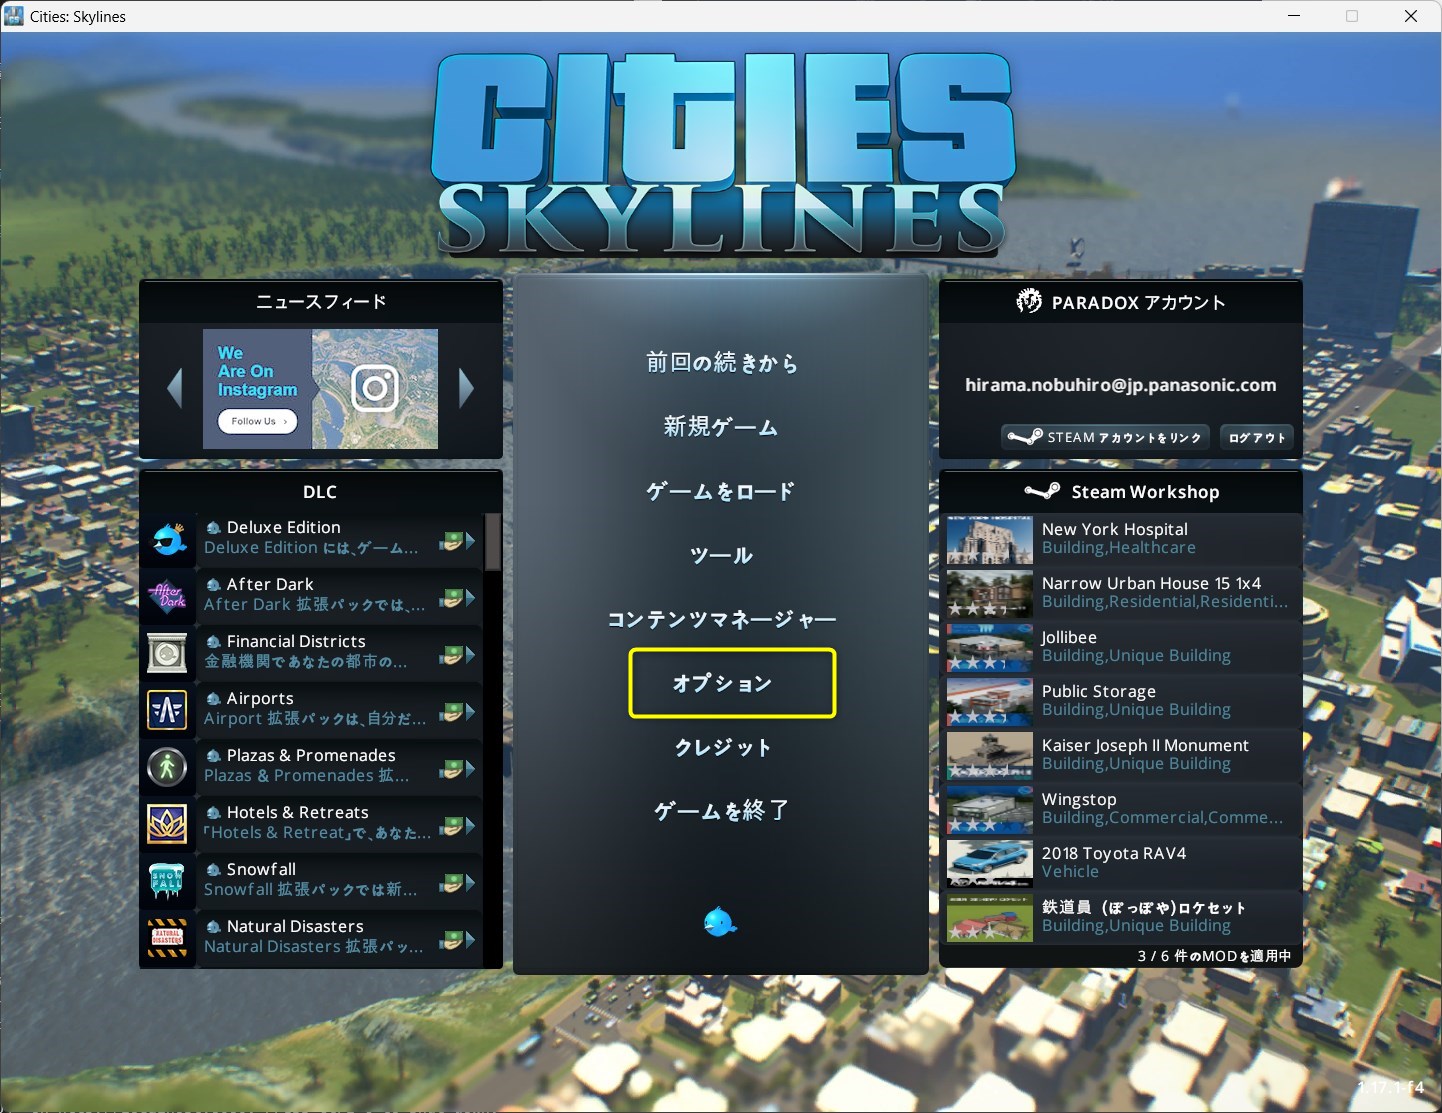 Cities: Skylines
CITIES
SKYLINES
ニュースフィード
We
Are On
Instagram
Follow Us
DLC
Deluxe Edition
Deluxe Edition には、ゲーム...
After Dark
After Dark 拡張パックでは、...
Financial Districts
金融機関であなたの都市の...
Airports
Airport 拡張パックは、自分だ...
Plazas & Promenades
Plazas & Promenades 拡...
Hotels & Retreats
「Hotels & Retreat」で、あなた...
SNOW
FALL
Snowfall
Snowfall 拡張パックでは新...
NATURAL
DISASTERS
Natural Disasters
Natural Disasters 拡張パッ...
前回の続きから
新規ゲーム
ゲームをロード
ツール
コンテンツマネージャー
オプション
クレジット
ゲームを終了
PARADOX アカウント
hirama.nobuhiro@jp.panasonic.com
STEAM アカウントをリンク
ログアウト
Steam Workshop
New York Hospital
Building,Healthcare
Narrow Urban House 15 1x4
Building,Residential,Residenti...
Jollibee
Building,Unique Building
Public Storage
Building,Unique Building
Kaiser Joseph II Monument
Building,Unique Building
Wingstop
Building,Commercial,Comme...
2018 Toyota RAV4
Vehicle
鉄道員（ぽっぽや)ロケセット
Building,Unique Building
3 / 6 件のMODを適用中
1.17.1-f4